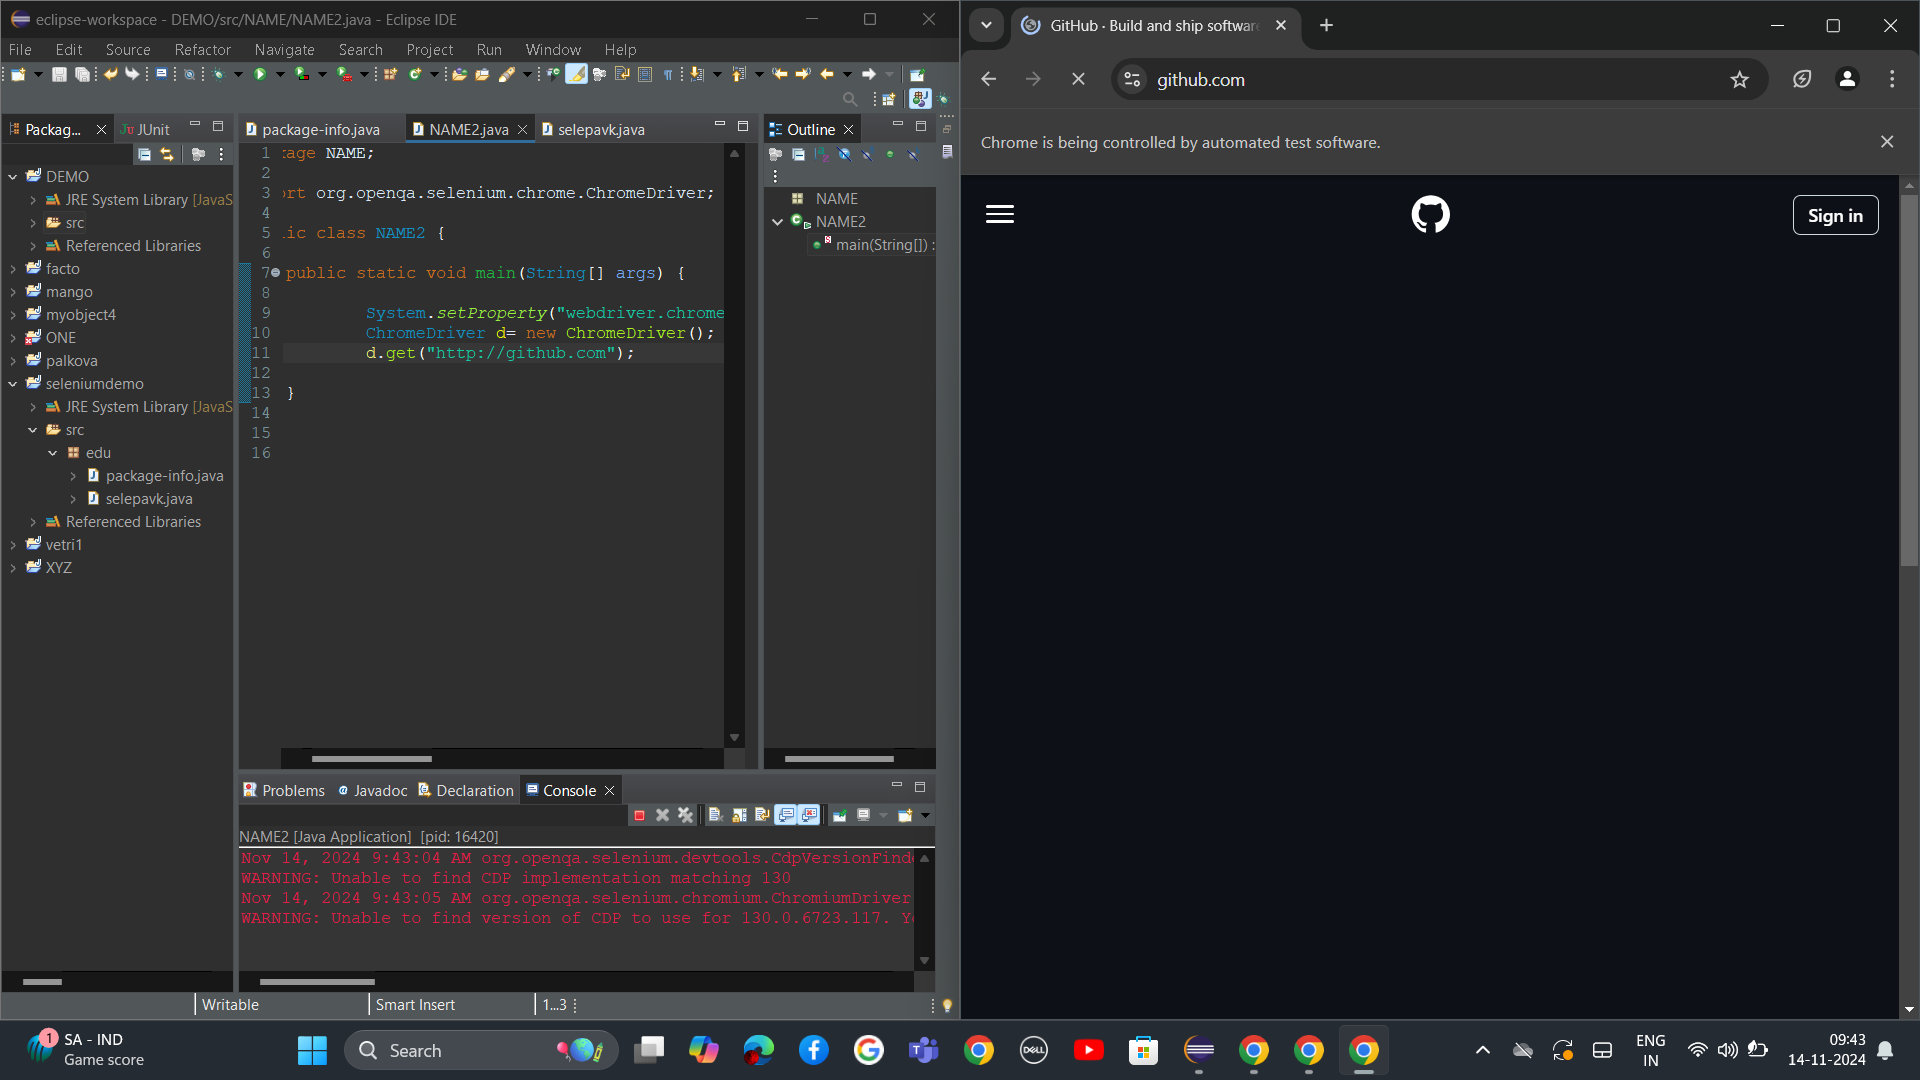 eclipse-workspace - DEMO/src/NAME/NAME2.java - Eclipse IDE
File Edit Source Refactor Navigate Search Project Run Window Help
Packag... JUnit
DEMO
JRE System Library [JavaS
src
Referenced Libraries
facto
mango
myobject4
ONE
palkova
seleniumdemo
JRE System Library [JavaS
src
edu
package-info.java
selepavk.java
Referenced Libraries
vetri1
XYZ
package-info.java NAME2.java selepavk.java
1 age NAME;
2
3 rt org.openqa.selenium.chrome.ChromeDriver;
4
5 ic class NAME2 {
6
7 public static void main(String[] args) {
8
9 System.setProperty("webdriver.chrome
10 ChromeDriver d= new ChromeDriver();
11 d.get("http://github.com");
12
13 }
14
15
16
Outline
NAME
NAME2
main(String[]) :
Problems Javadoc Declaration Console
NAME2 [Java Application] [pid: 16420]
Nov 14, 2024 9:43:04 AM org.openqa.selenium.devtools.CdpVersionFinde
WARNING: Unable to find CDP implementation matching 130
Nov 14, 2024 9:43:05 AM org.openqa.selenium.chromium.ChromiumDriver
WARNING: Unable to find version of CDP to use for 130.0.6723.117. Y
Writable Smart Insert 1...3
GitHub · Build and ship softwar
github.com
Chrome is being controlled by automated test software.
Sign in
1
SA - IND
Game score
Search
DELL
ENG
IN
09:43
14-11-2024